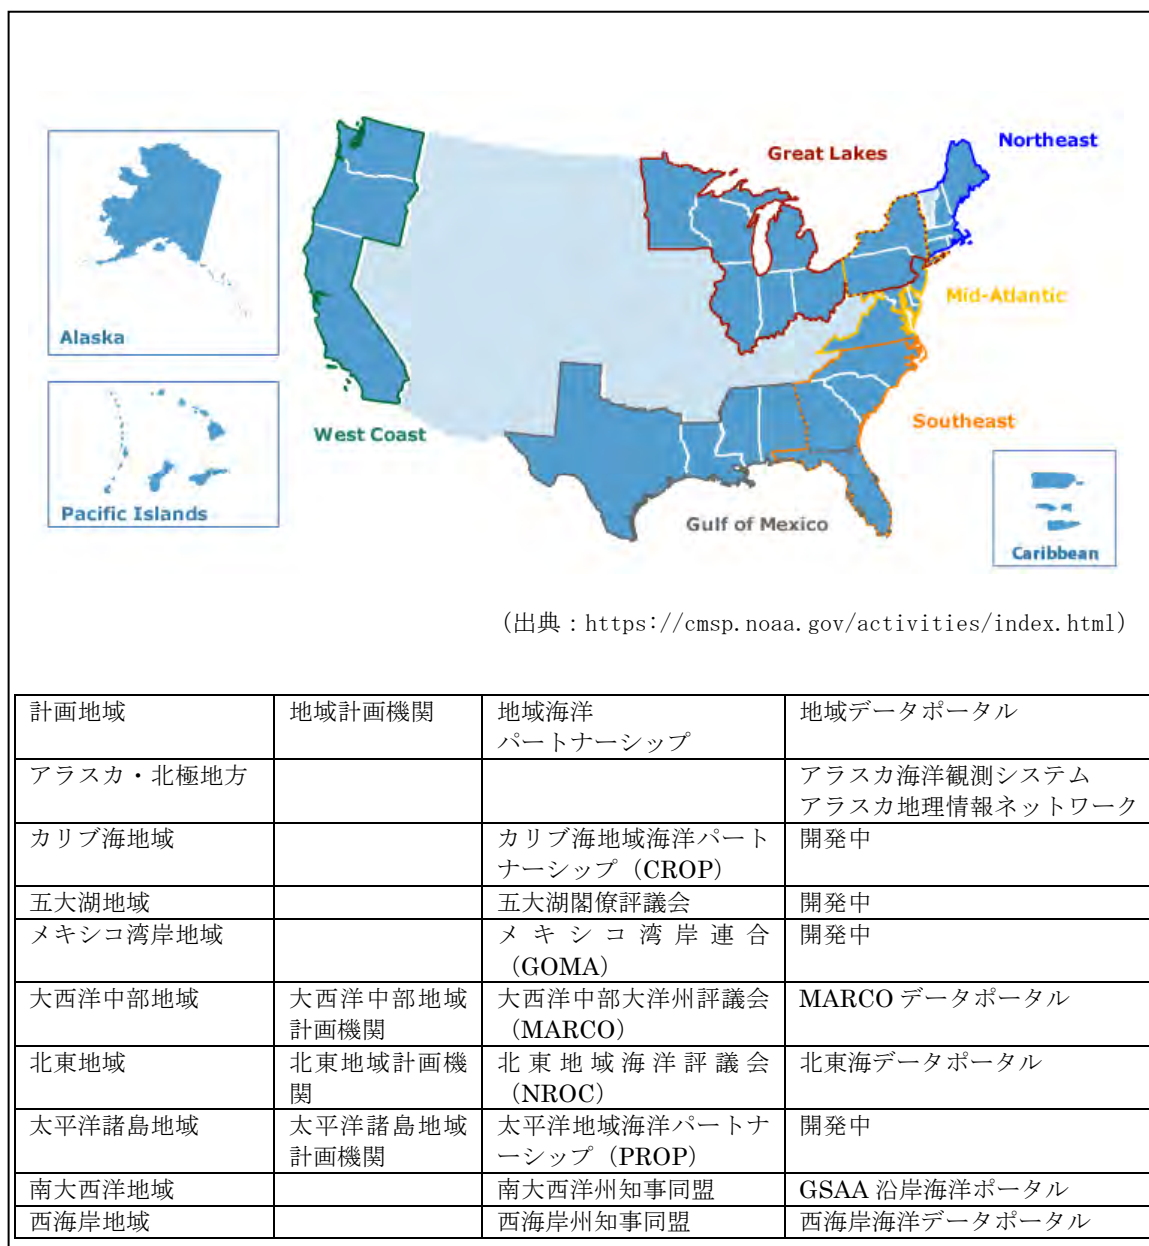 Great Lakes
Northeast
Mid-Atlantic
Alaska
West Coast
Southeast
Pacific Islands
Gulf of Mexico
Caribbean
(出典：https://cmsp.noaa.gov/activities/index.html)
計画地域 地域計画機関 地域海洋 地域データポータル
パートナーシップ
アラスカ・北極地方 アラスカ海洋観測システム
アラスカ地理情報ネットワーク
カリブ海地域 カリブ海地域海洋パート 開発中
ナーシップ（CROP）
五大湖地域 五大湖閣僚評議会 開発中
メキシコ湾岸地域 メキシコ湾岸連合 開発中
（GOMA）
大西洋中部地域 大西洋中部地域 大西洋中部大洋州評議会 MARCO データポータル
計画機関 （MARCO）
北東地域 北東地域計画機 北東地域海洋評議会 北東海データポータル
関 （NROC）
太平洋諸島地域 太平洋諸島地域 太平洋地域海洋パートナ 開発中
計画機関 ーシップ（PROP）
南大西洋地域 南大西洋州知事同盟 GSAA 沿岸海洋ポータル
西海岸地域 西海岸州知事同盟 西海岸海洋データポータル